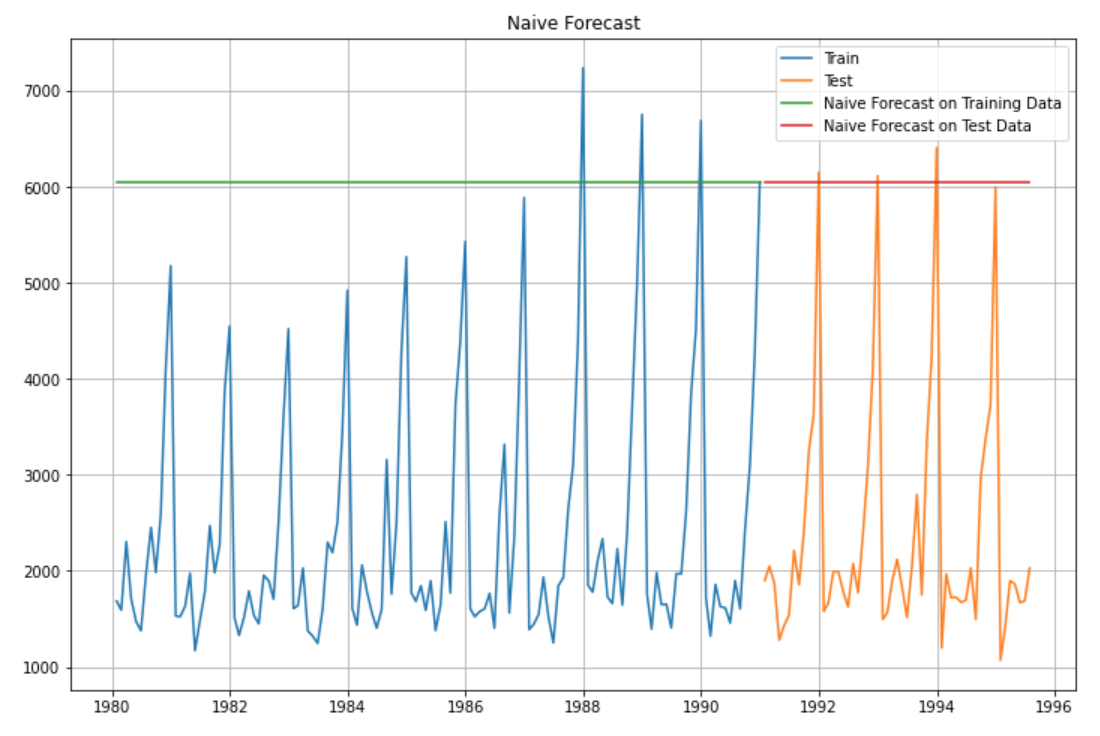 Naive Forecast
Train
Test
Naive Forecast on Training Data
Naive Forecast on Test Data
7000
6000
5000
4000
3000
2000
1000
1980 1982 1984 1986 1988 1990 1992 1994 1996